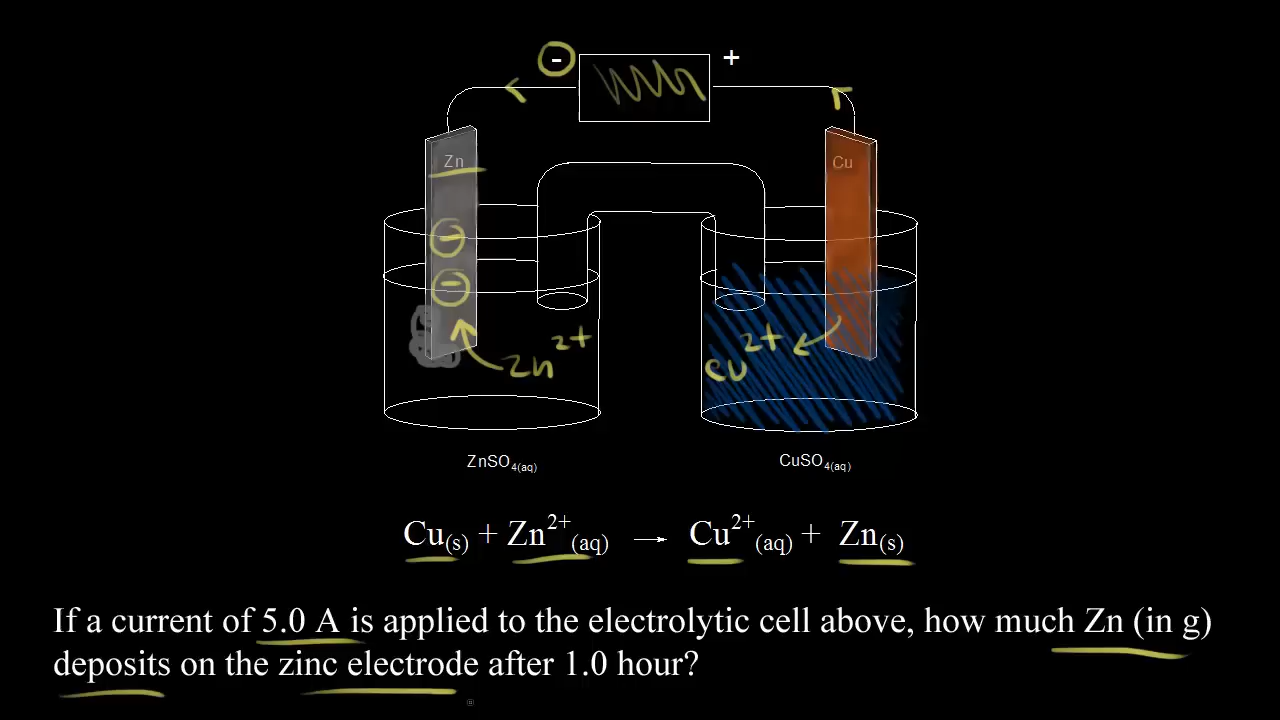 - +
Zn Cu
- 
-
Zn²⁺ Cu²⁺
ZnSO₄(aq) CuSO₄(aq)
Cu(s) + Zn²⁺(aq) → Cu²⁺(aq) + Zn(s)
If a current of 5.0 A is applied to the electrolytic cell above, how much Zn (in g)
deposits on the zinc electrode after 1.0 hour?